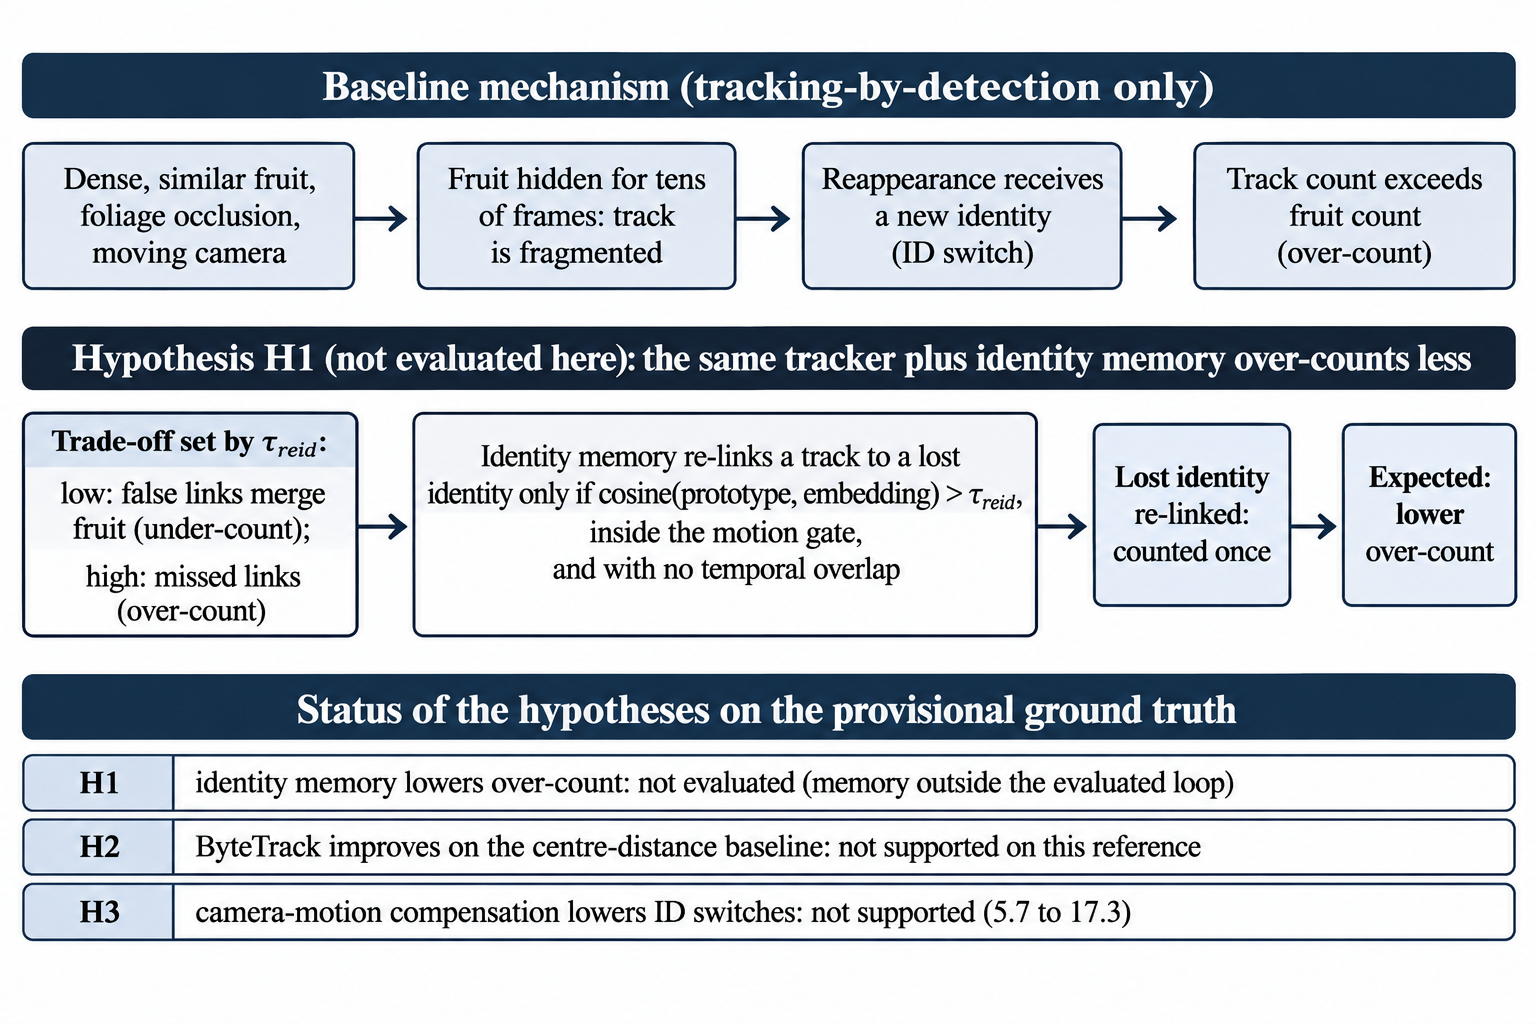 Baseline mechanism (tracking-by-detection only)
Dense, similar fruit,
foliage occlusion,
moving camera
Fruit hidden for tens
of frames: track
is fragmented
Reappearance receives
a new identity
(ID switch)
Track count exceeds
fruit count
(over-count)
Hypothesis H1 (not evaluated here): the same tracker plus identity memory over-counts less
Trade-off set by τ_reid:
low: false links merge
fruit (under-count);
high: missed links
(over-count)
Identity memory re-links a track to a lost
identity only if cosine(prototype, embedding) > τ_reid,
inside the motion gate,
and with no temporal overlap
Lost identity
re-linked:
counted once
Expected:
lower
over-count
Status of the hypotheses on the provisional ground truth
H1 identity memory lowers over-count: not evaluated (memory outside the evaluated loop)
H2 ByteTrack improves on the centre-distance baseline: not supported on this reference
H3 camera-motion compensation lowers ID switches: not supported (5.7 to 17.3)